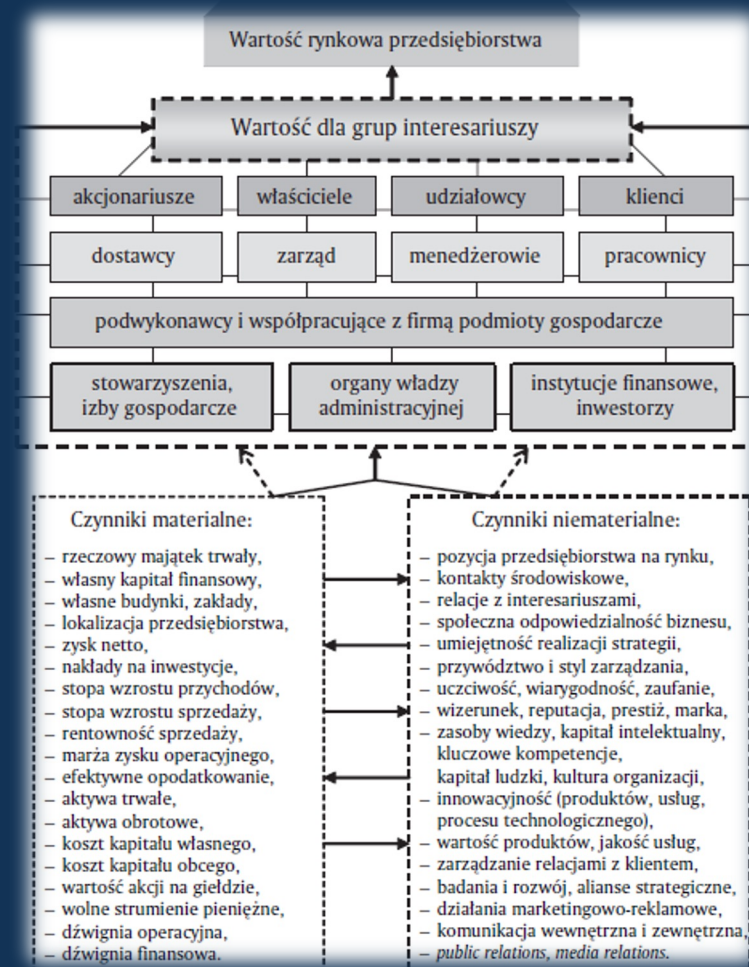 Wartość rynkowa przedsiębiorstwa
Wartość dla grup interesariuszy
akcjonariusze
właściciele
udziałowcy
klienci
dostawcy
zarząd
menedżerowie
pracownicy
podwykonawcy i współpracujące z firmą podmioty gospodarcze
stowarzyszenia,
izby gospodarcze
organy władzy
administracyjnej
instytucje finansowe,
inwestorzy
Czynniki materialne:
– rzeczowy majątek trwały,
– własny kapitał finansowy,
– własne budynki, zakłady,
– lokalizacja przedsiębiorstwa,
– zysk netto,
– nakłady na inwestycje,
– stopa wzrostu przychodów,
– stopa wzrostu sprzedaży,
– rentowność sprzedaży,
– marża zysku operacyjnego,
– efektywne opodatkowanie,
– aktywa trwałe,
– aktywa obrotowe,
– koszt kapitału własnego,
– koszt kapitału obcego,
– wartość akcji na giełdzie,
– wolne strumienie pieniężne,
– dźwignia operacyjna,
– dźwignia finansowa.
Czynniki niematerialne:
– pozycja przedsiębiorstwa na rynku,
– kontakty środowiskowe,
– relacje z interesariuszami,
– społeczna odpowiedzialność biznesu,
– umiejętność realizacji strategii,
– przywództwo i styl zarządzania,
– uczciwość, wiarygodność, zaufanie,
– wizerunek, reputacja, prestiż, marka,
– zasoby wiedzy, kapitał intelektualny,
kluczowe kompetencje,
kapitał ludzki, kultura organizacji,
– innowacyjność (produktów, usług,
procesu technologicznego),
– wartość produktów, jakość usług,
– zarządzanie relacjami z klientem,
– badania i rozwój, alianse strategiczne,
– działania marketingowo-reklamowe,
– komunikacja wewnętrzna i zewnętrzna,
– public relations, media relations.